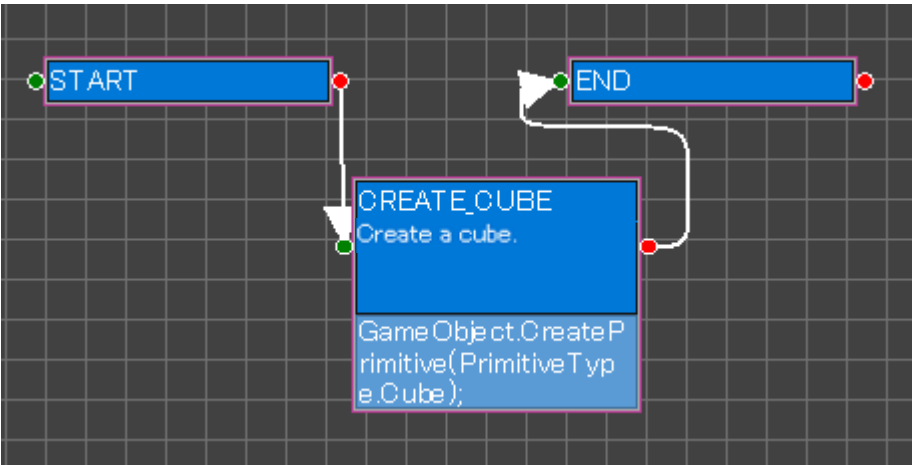 START
END
CREATE_CUBE
Create a cube.
GameObject.CreateP
rimitive(PrimitiveTyp
e.Cube);